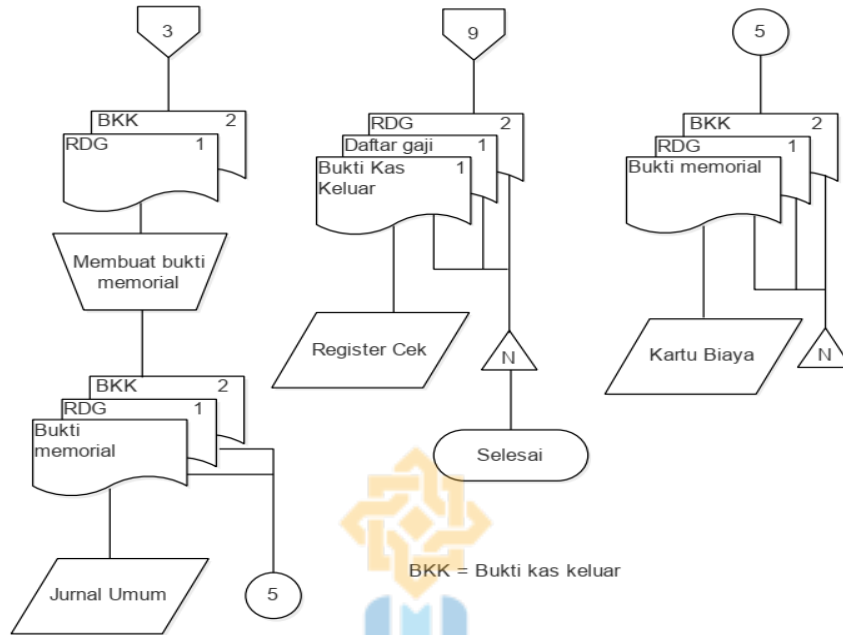 3
BKK 2
RDG 1
Membuat bukti
memorial
BKK 2
RDG 1
Bukti
memorial
Jurnal Umum
5
9
RDG 2
Daftar gaji 1
Bukti Kas 1
Keluar
Register Cek
N
Selesai
BKK = Bukti kas keluar
5
BKK 2
RDG 1
Bukti memorial
Kartu Biaya
N